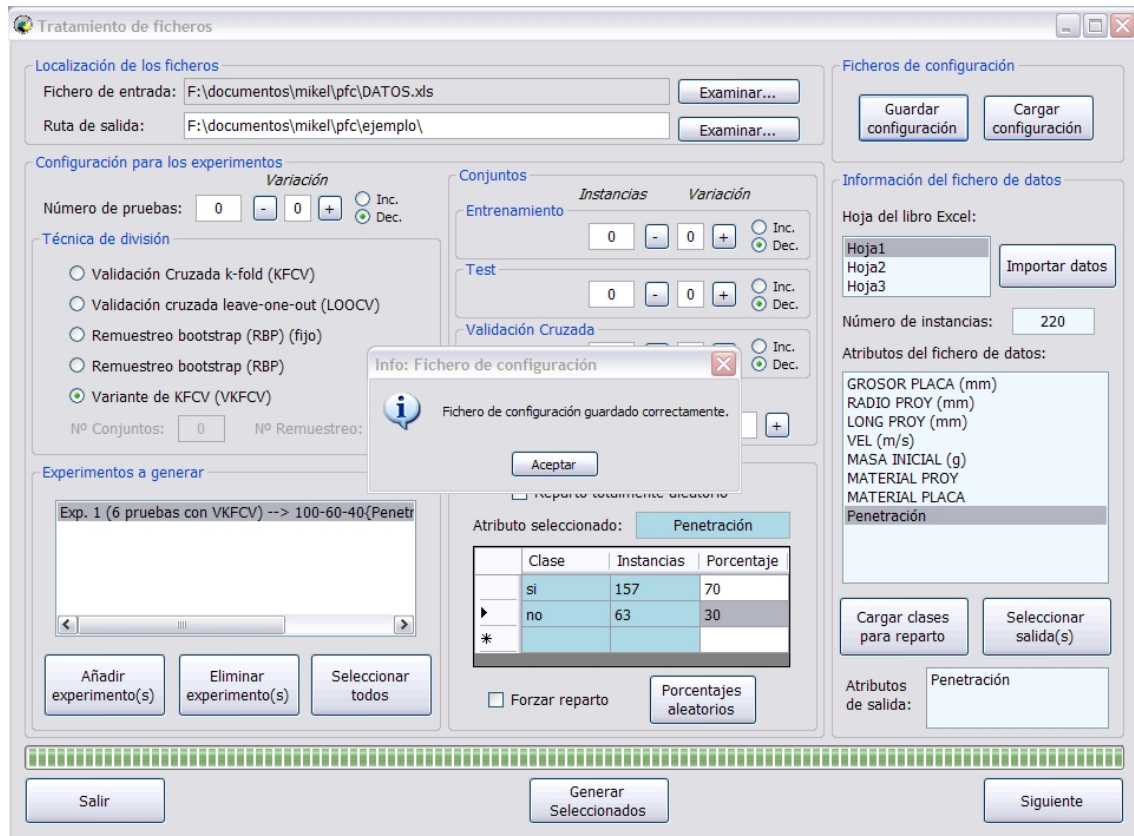 Tratamiento de ficheros
Localización de los ficheros
Fichero de entrada: F:\documentos\mikel\pfc\DATOS.xls Examinar...
Ruta de salida: F:\documentos\mikel\pfc\ejemplo\ Examinar...
Ficheros de configuración
Guardar configuración
Cargar configuración
Configuración para los experimentos
Variación
Número de pruebas: 0 - 0 + Inc. Dec.
Técnica de división
Validación Cruzada k-fold (KFCV)
Validación cruzada leave-one-out (LOOCV)
Remuestreo bootstrap (RBP) (fijo)
Remuestreo bootstrap (RBP)
Variante de KFCV (VKFCV)
Nº Conjuntos: 0 Nº Remuestreo:
Conjuntos
Instancias Variación
Entrenamiento
0 - 0 + Inc. Dec.
Test
0 - 0 + Inc. Dec.
Validación Cruzada
Inc.
Dec.
+
Info: Fichero de configuración
Fichero de configuración guardado correctamente.
Aceptar
Experimentos a generar
Exp. 1 (6 pruebas con VKFCV) --> 100-60-40{Penetr
Añadir experimento(s)
Eliminar experimento(s)
Seleccionar todos
Reparto totalmente aleatorio
Atributo seleccionado: Penetración
Clase Instancias Porcentaje
si 157 70
no 63 30
*
Forzar reparto
Porcentajes aleatorios
Información del fichero de datos
Hoja del libro Excel:
Hoja1
Hoja2
Hoja3
Importar datos
Número de instancias: 220
Atributos del fichero de datos:
GROSOR PLACA (mm)
RADIO PROY (mm)
LONG PROY (mm)
VEL (m/s)
MASA INICIAL (g)
MATERIAL PROY
MATERIAL PLACA
Penetración
Cargar clases para reparto
Seleccionar salida(s)
Atributos de salida: Penetración
Salir
Generar Seleccionados
Siguiente